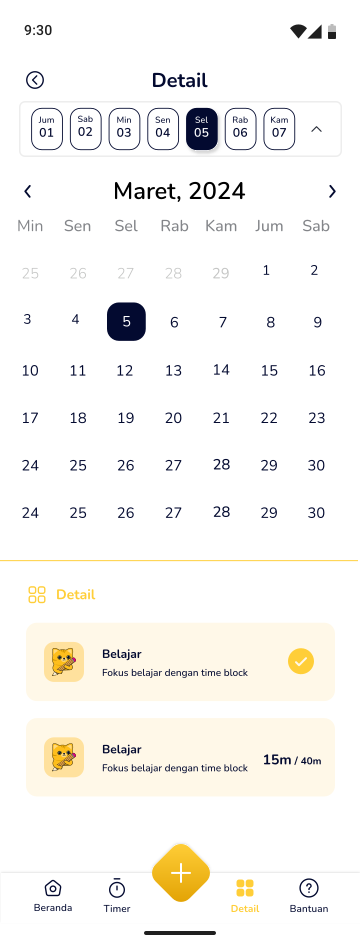 9:30
Detail
Jum Sab Min Sen Sel Rab Kam
01 02 03 04 05 06 07
Maret, 2024
Min Sen Sel Rab Kam Jum Sab
25 26 27 28 29 1 2
3 4 5 6 7 8 9
10 11 12 13 14 15 16
17 18 19 20 21 22 23
24 25 26 27 28 29 30
24 25 26 27 28 29 30
Detail
Belajar
Fokus belajar dengan time block
Belajar
Fokus belajar dengan time block
15m / 40m
Beranda Timer Detail Bantuan